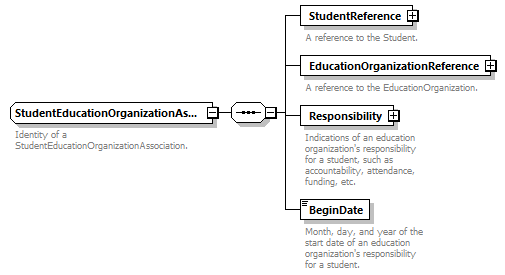 StudentReference
A reference to the Student.
EducationOrganizationReference
A reference to the EducationOrganization.
StudentEducationOrganizationAs...
Identity of a
StudentEducationOrganizationAssociation.
Responsibility
Indications of an education
organization's responsibility
for a student, such as
accountability, attendance,
funding, etc.
BeginDate
Month, day, and year of the
start date of an education
organization's responsibility
for a student.